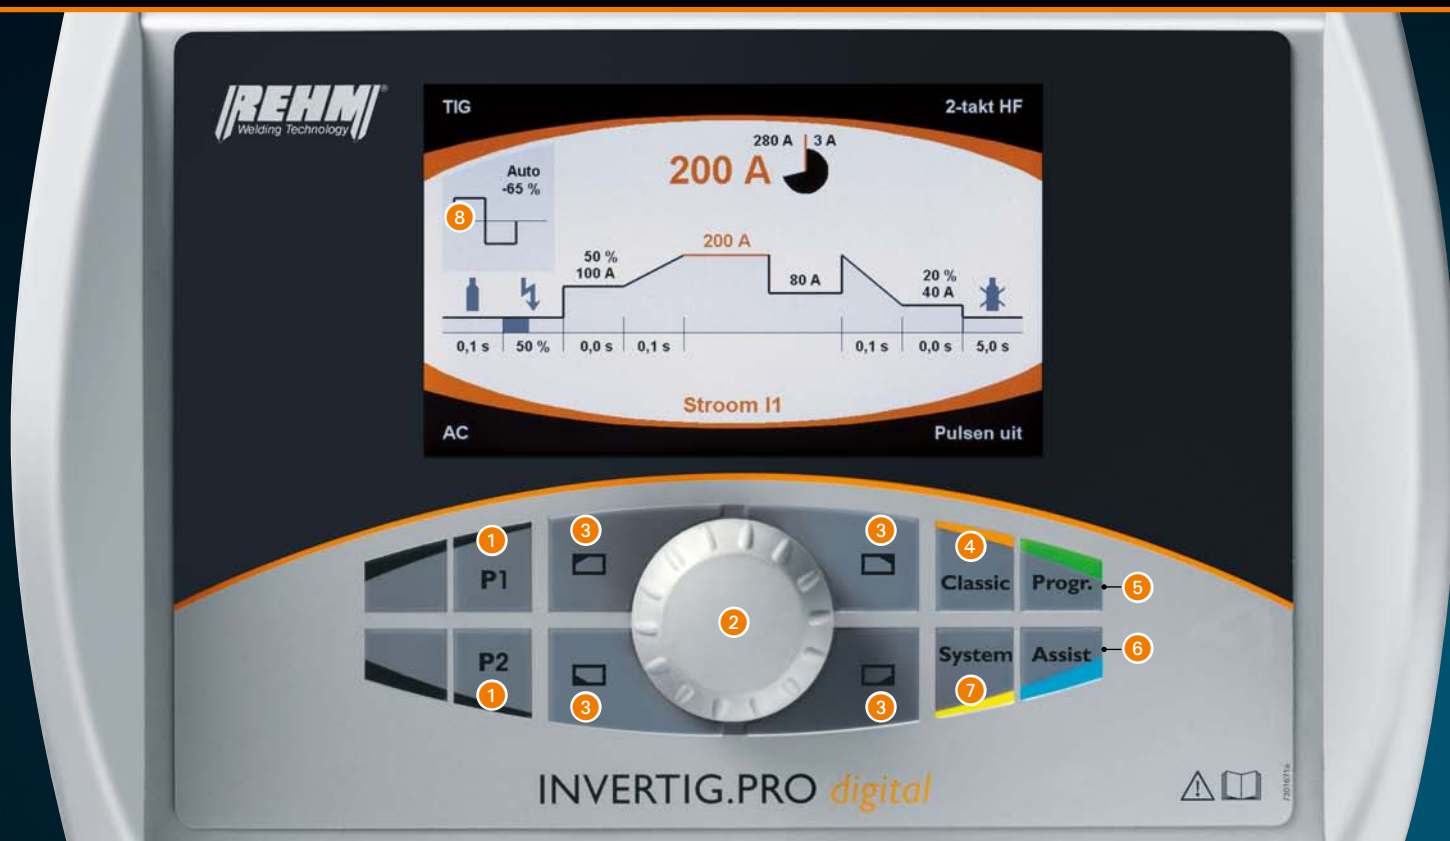 REHM
Welding Technology
TIG
2-takt HF
280 A 3 A
200 A
Auto
-65 %
8
200 A
50 %
100 A
80 A
20 %
40 A
0,1 s 50 % 0,0 s 0,1 s 0,1 s 0,0 s 5,0 s
Stroom I1
AC
Pulsen uit
1
P1
3
3
4
Classic
Progr.
5
2
P2
1
3
3
System
7
Assist
6
INVERTIG.PRO digital
7301671a